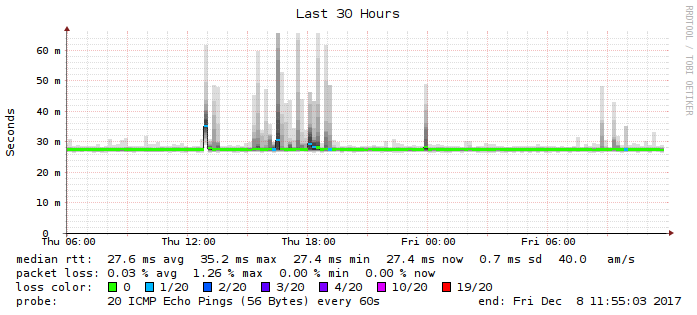 Last 30 Hours
RRDTOOL / TOBI OETIKER
Seconds
60 m
50 m
40 m
30 m
20 m
10 m
0
Thu 06:00 Thu 12:00 Thu 18:00 Fri 00:00 Fri 06:00
median rtt: 27.6 ms avg 35.2 ms max 27.4 ms min 27.4 ms now 0.7 ms sd 40.0 am/s
packet loss: 0.03 % avg 1.26 % max 0.00 % min 0.00 % now
loss color: 0 1/20 2/20 3/20 4/20 10/20 19/20
probe: 20 ICMP Echo Pings (56 Bytes) every 60s end: Fri Dec 8 11:55:03 2017